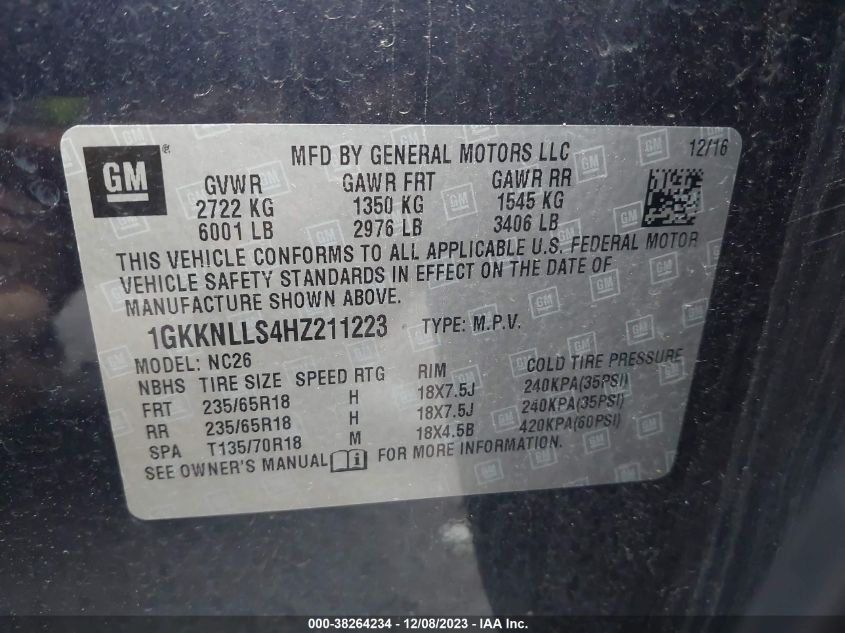 GM® MFD BY GENERAL MOTORS LLC 12/16
GVWR GAWR FRT GAWR RR
2722 KG 1350 KG 1545 KG
6001 LB 2976 LB 3406 LB
THIS VEHICLE CONFORMS TO ALL APPLICABLE U.S. FEDERAL MOTOR
VEHICLE SAFETY STANDARDS IN EFFECT ON THE DATE OF
MANUFACTURE SHOWN ABOVE.
1GKKNLLS4HZ211223 TYPE: M.P.V.
MODEL: NC26
NBHS TIRE SIZE SPEED RTG RIM COLD TIRE PRESSURE
FRT 235/65R18 H 18X7.5J 240KPA(35PSI)
RR 235/65R18 H 18X7.5J 240KPA(35PSI)
SPA T135/70R18 M 18X4.5B 420KPA(60PSI)
SEE OWNER'S MANUAL FOR MORE INFORMATION.
000-38264234 - 12/08/2023 - IAA Inc.